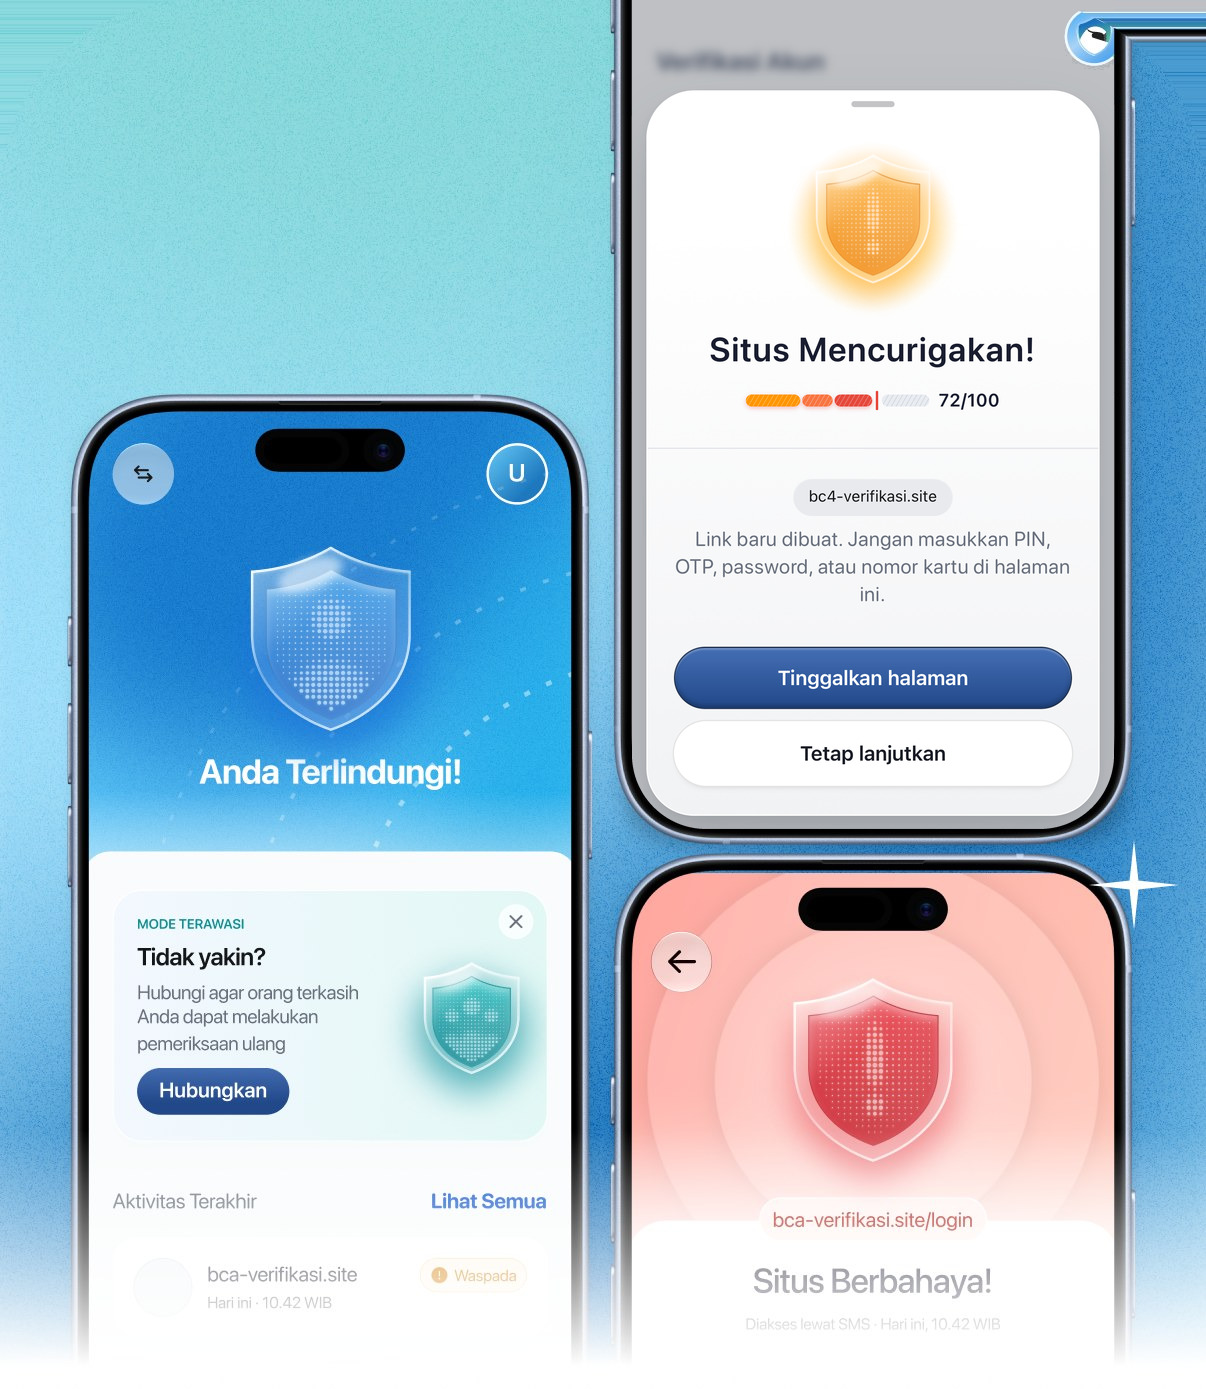 U
Anda Terlindungi!
MODE TERAWASI
Tidak yakin?
Hubungi agar orang terkasih
Anda dapat melakukan
pemeriksaan ulang
Hubungkan
Aktivitas Terakhir
Lihat Semua
bca-verifikasi.site
Waspada
Hari ini · 10.42 WIB
Verifikasi Akun
Situs Mencurigakan!
72/100
bc4-verifikasi.site
Link baru dibuat. Jangan masukkan PIN,
OTP, password, atau nomor kartu di halaman
ini.
Tinggalkan halaman
Tetap lanjutkan
bca-verifikasi.site/login
Situs Berbahaya!
Diakses lewat SMS · Hari ini, 10.42 WIB